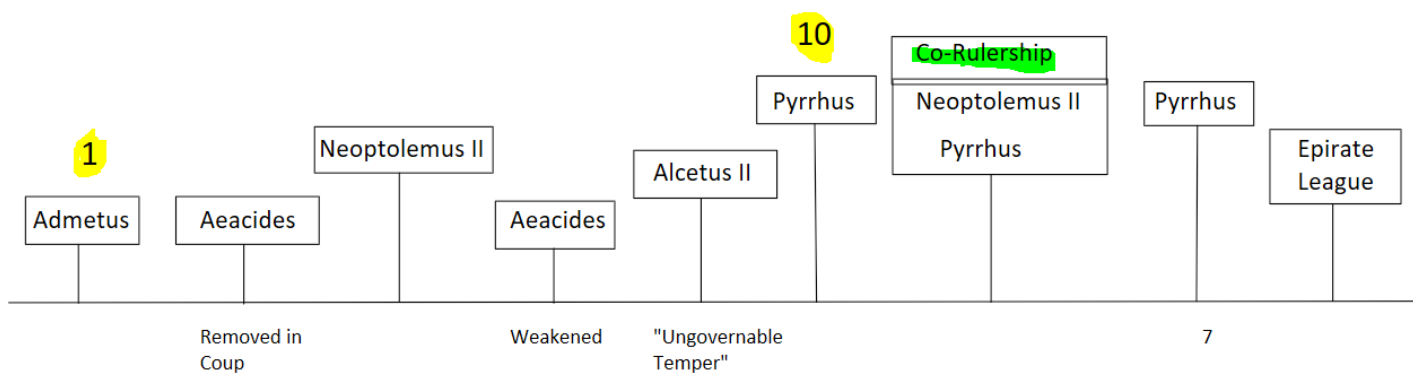 1
Admetus
Aeacides
Removed in
Coup
Neoptolemus II
Aeacides
Weakened
Alcetus II
"Ungovernable
Temper"
10
Pyrrhus
Co-Rulership
Neoptolemus II
Pyrrhus
Pyrrhus
7
Epirate
League